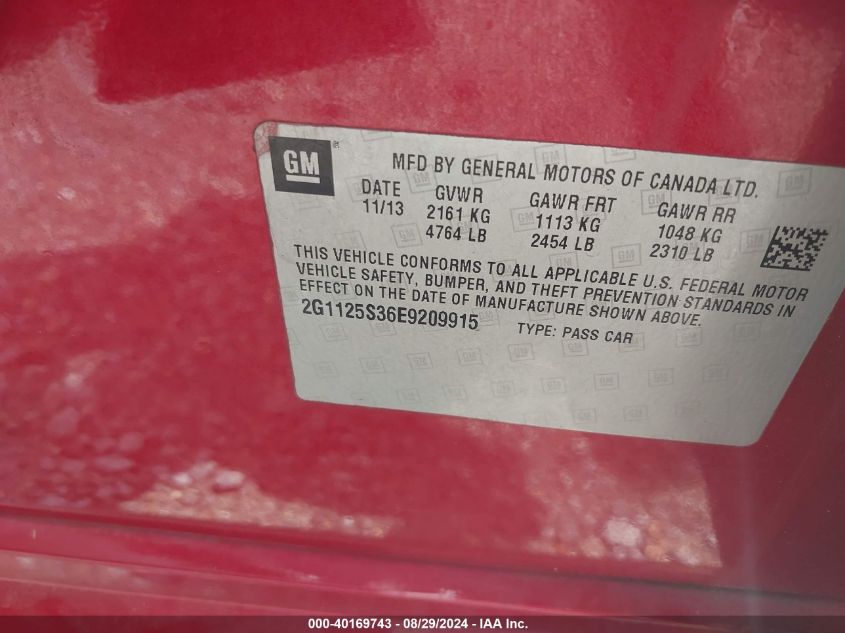 GM ®
MFD BY GENERAL MOTORS OF CANADA LTD.
DATE GVWR GAWR FRT GAWR RR
11/13 2161 KG 1113 KG 1048 KG
4764 LB 2454 LB 2310 LB
THIS VEHICLE CONFORMS TO ALL APPLICABLE U.S. FEDERAL MOTOR
VEHICLE SAFETY, BUMPER, AND THEFT PREVENTION STANDARDS IN
EFFECT ON THE DATE OF MANUFACTURE SHOWN ABOVE.
2G1125S36E9209915 TYPE: PASS CAR
000-40169743 - 08/29/2024 - IAA Inc.